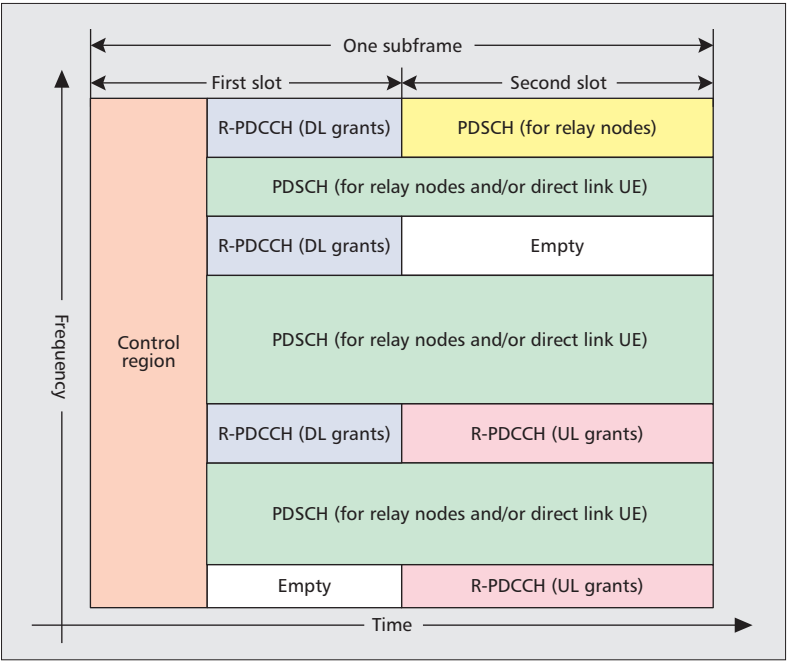 One subframe
First slot
Second slot
R-PDCCH (DL grants)
PDSCH (for relay nodes)
PDSCH (for relay nodes and/or direct link UE)
R-PDCCH (DL grants)
Empty
Frequency
Control
region
PDSCH (for relay nodes and/or direct link UE)
R-PDCCH (DL grants)
R-PDCCH (UL grants)
PDSCH (for relay nodes and/or direct link UE)
Empty
R-PDCCH (UL grants)
Time